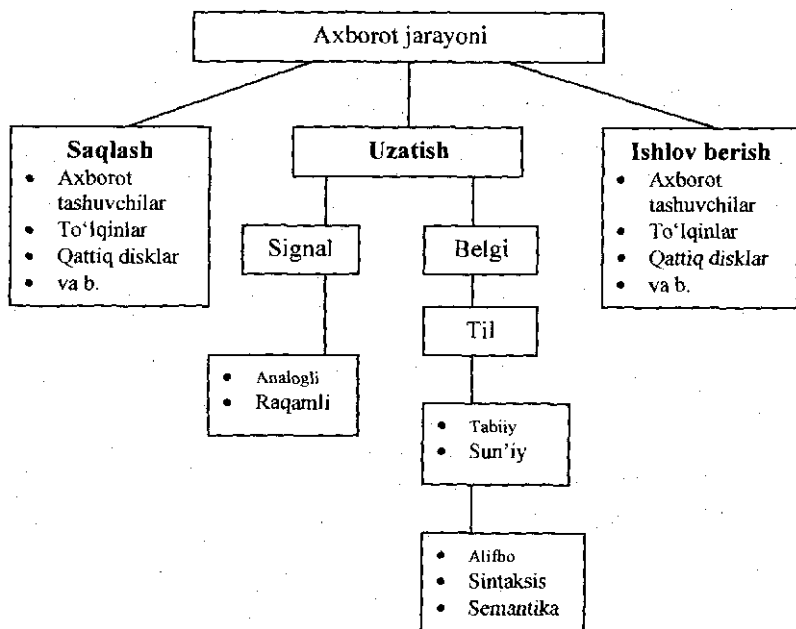 Axborot jarayoni
Saqlash
• Axborot
tashuvchilar
• To‘lqinlar
• Qattiq disklar
• va b.
Uzatish
Signal
• Analogli
• Raqamli
Belgi
Til
• Tabiiy
• Sun’iy
• Alifbo
• Sintaksis
• Semantika
Ishlov berish
• Axborot
tashuvchilar
• To‘lqinlar
• Qattiq disklar
• va b.